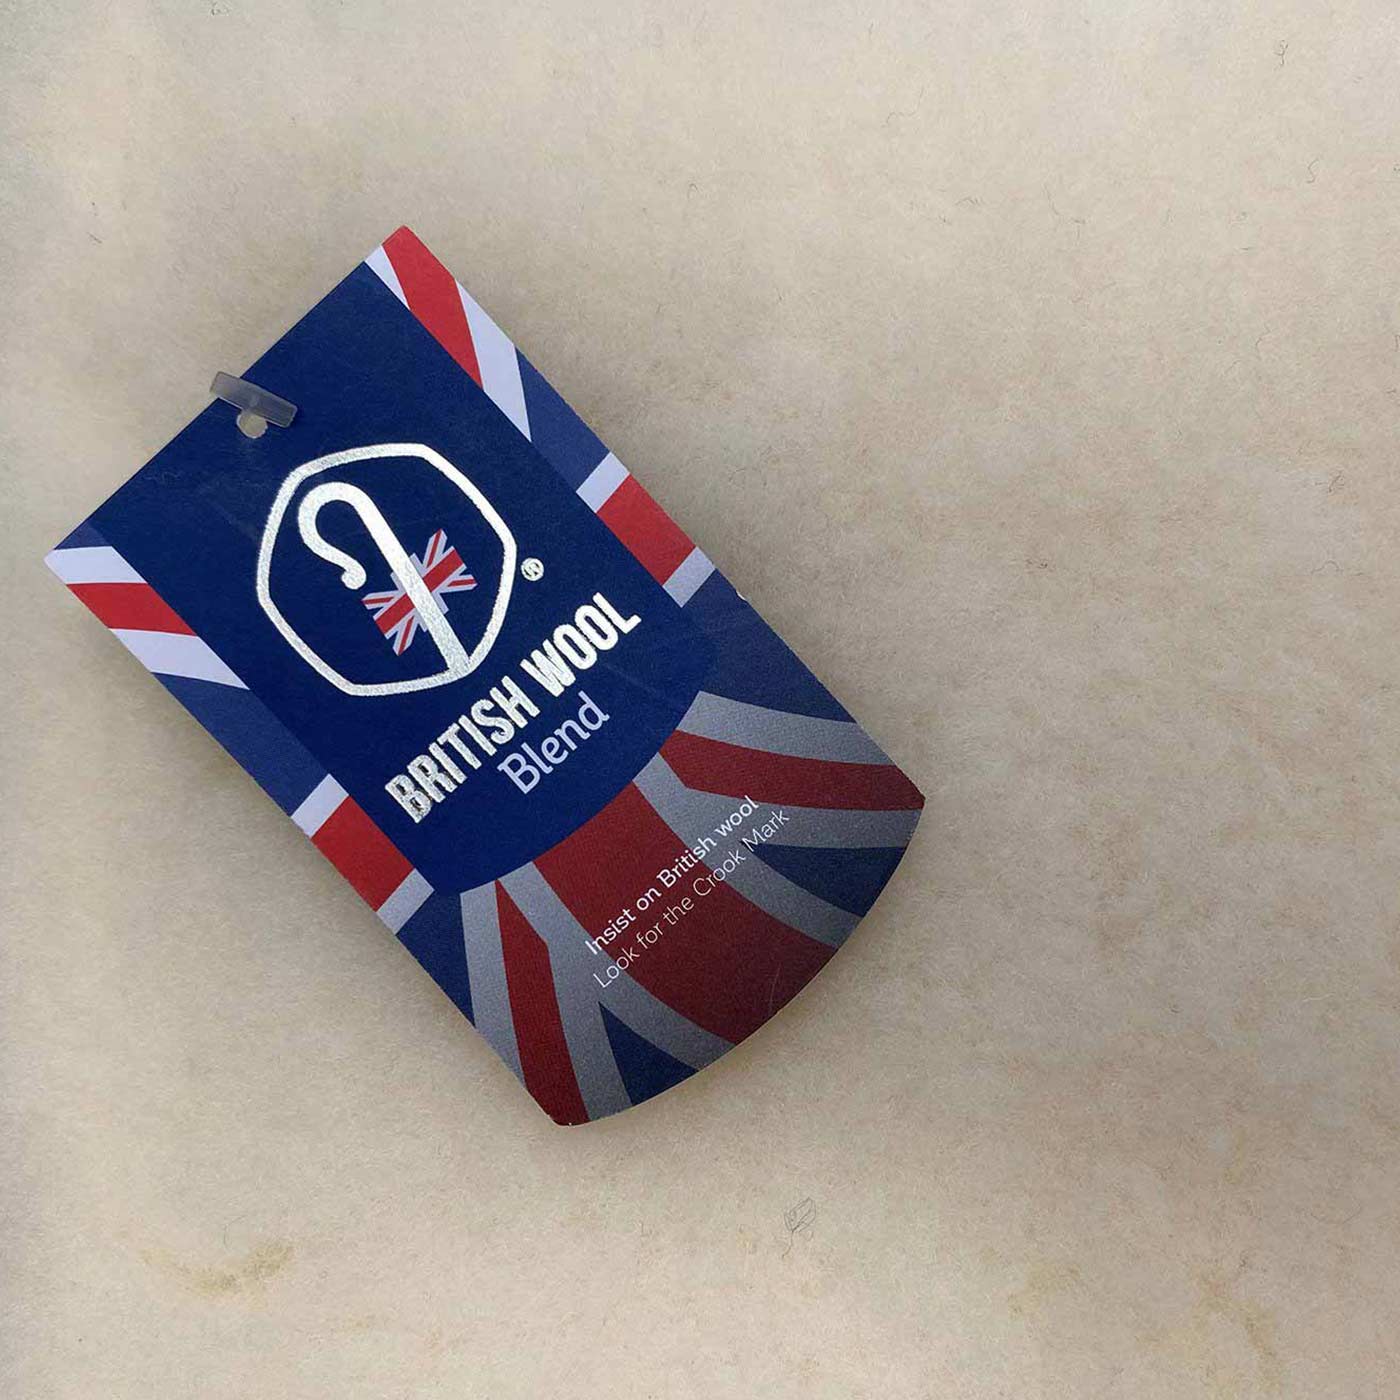 ®
BRITISH WOOL
Blend
Insist on British wool
Look for the Crook Mark